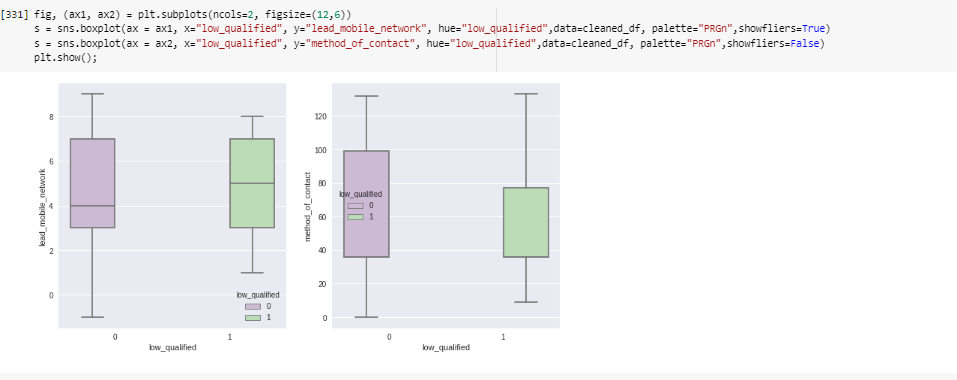 [331] fig, (ax1, ax2) = plt.subplots(ncols=2, figsize=(12,6))
s = sns.boxplot(ax = ax1, x="low_qualified", y="lead_mobile_network", hue="low_qualified",data=cleaned_df, palette="PRGn",showfliers=True)
s = sns.boxplot(ax = ax2, x="low_qualified", y="method_of_contact", hue="low_qualified",data=cleaned_df, palette="PRGn",showfliers=False)
plt.show();
lead_mobile_network
8
6
4
2
0
low_qualified
0
1
0 1
low_qualified
method_of_contact
120
100
80
60
40
20
0
low_qualified
0
1
0 1
low_qualified